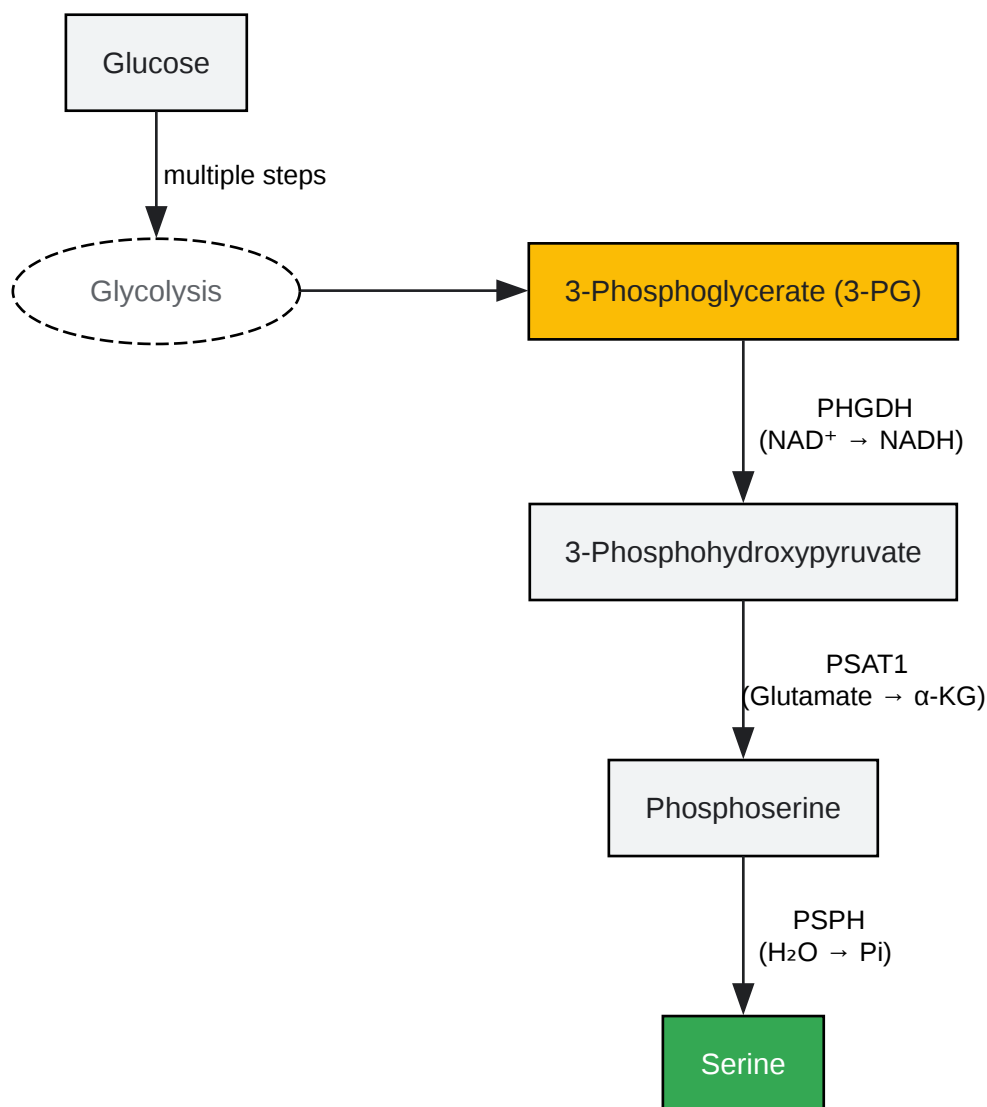 Glucose
multiple steps
Glycolysis
3-Phosphoglycerate (3-PG)
PHGDH
(NAD⁺ → NADH)
3-Phosphohydroxypyruvate
PSAT1
(Glutamate → α-KG)
Phosphoserine
PSPH
(H₂O → Pi)
Serine